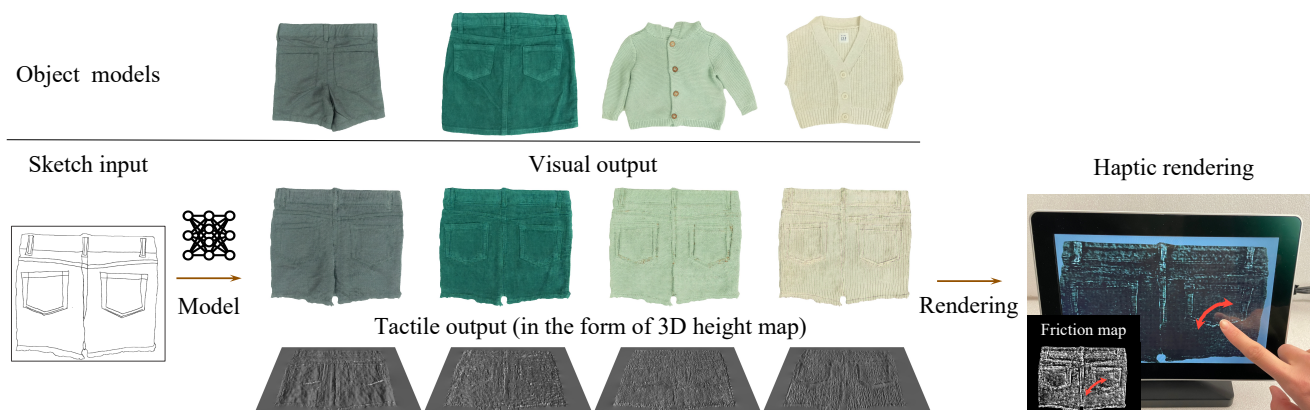 Object models
Sketch input
Visual output
Haptic rendering
Model
Rendering
Tactile output (in the form of 3D height map)
Friction map